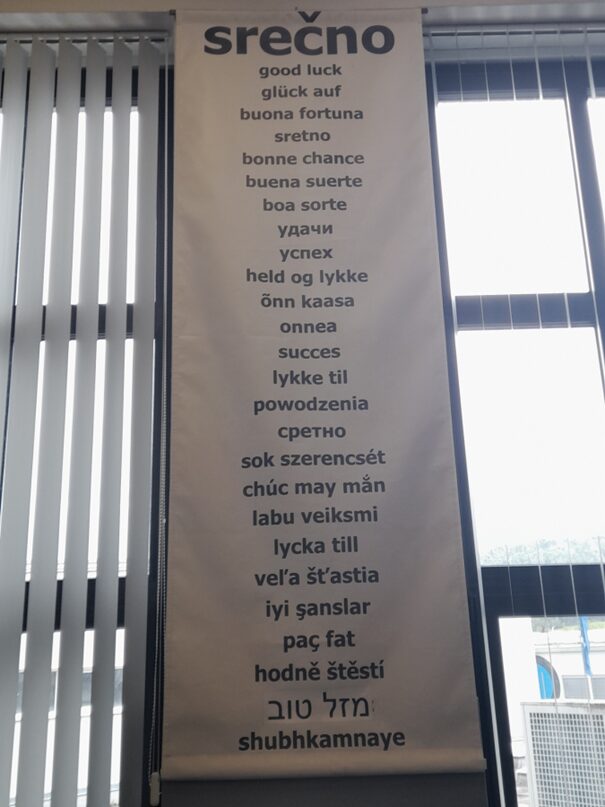 srečno
good luck
glück auf
buona fortuna
sretno
bonne chance
buena suerte
boa sorte
удачи
успех
held og lykke
õnn kaasa
onnea
succes
lykke til
powodzenia
сретно
sok szerencsét
chúc may mắn
labu veiksmi
lycka till
veľa šťastia
iyi şanslar
paç fat
hodně štěstí
מזל טוב
shubhkamnaye